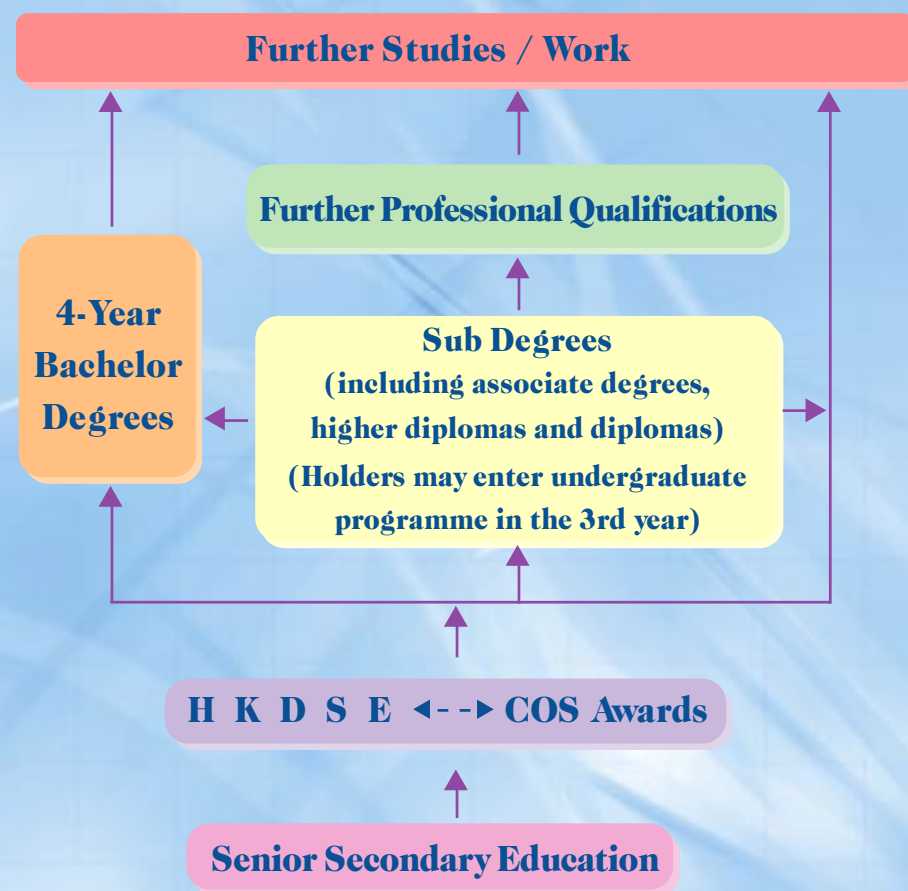 Further Studies / Work
Further Professional Qualifications
4-Year
Bachelor
Degrees
Sub Degrees
(including associate degrees,
higher diplomas and diplomas)
(Holders may enter undergraduate
programme in the 3rd year)
H K D S E ◄--► COS Awards
Senior Secondary Education